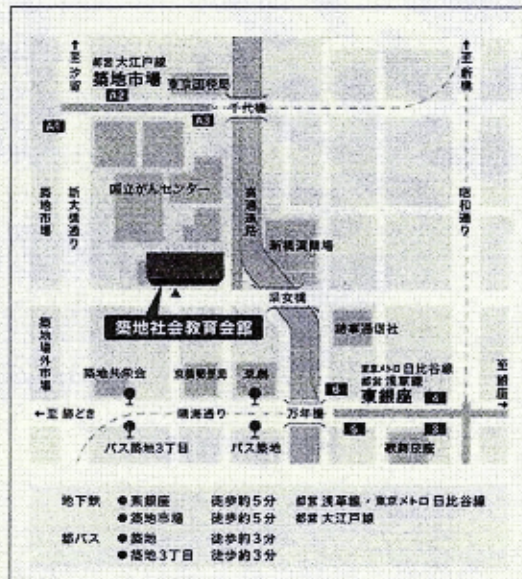 ↑至汐留
都営 大江戸線
築地市場
東京国税局
↑至新橋
A2
A1
A3
千代橋
国立がんセンター
築地市場
新大橋通り
高速道路
昭和通り
新橋演舞場
采女橋
築地社会教育会館
築地場外市場
時事通信社
築地共栄会
京橋郵便局
東劇
東京メトロ 日比谷線
都営 浅草線
東銀座
至銀座→
←至 勝どき
晴海通り
万年橋
6
5
バス築地3丁目
バス築地
歌舞伎座
地下鉄 ●東銀座 徒歩約5分 都営 浅草線・東京メトロ 日比谷線
●築地市場 徒歩約5分 都営 大江戸線
都バス ●築地 徒歩約3分
●築地3丁目 徒歩約3分